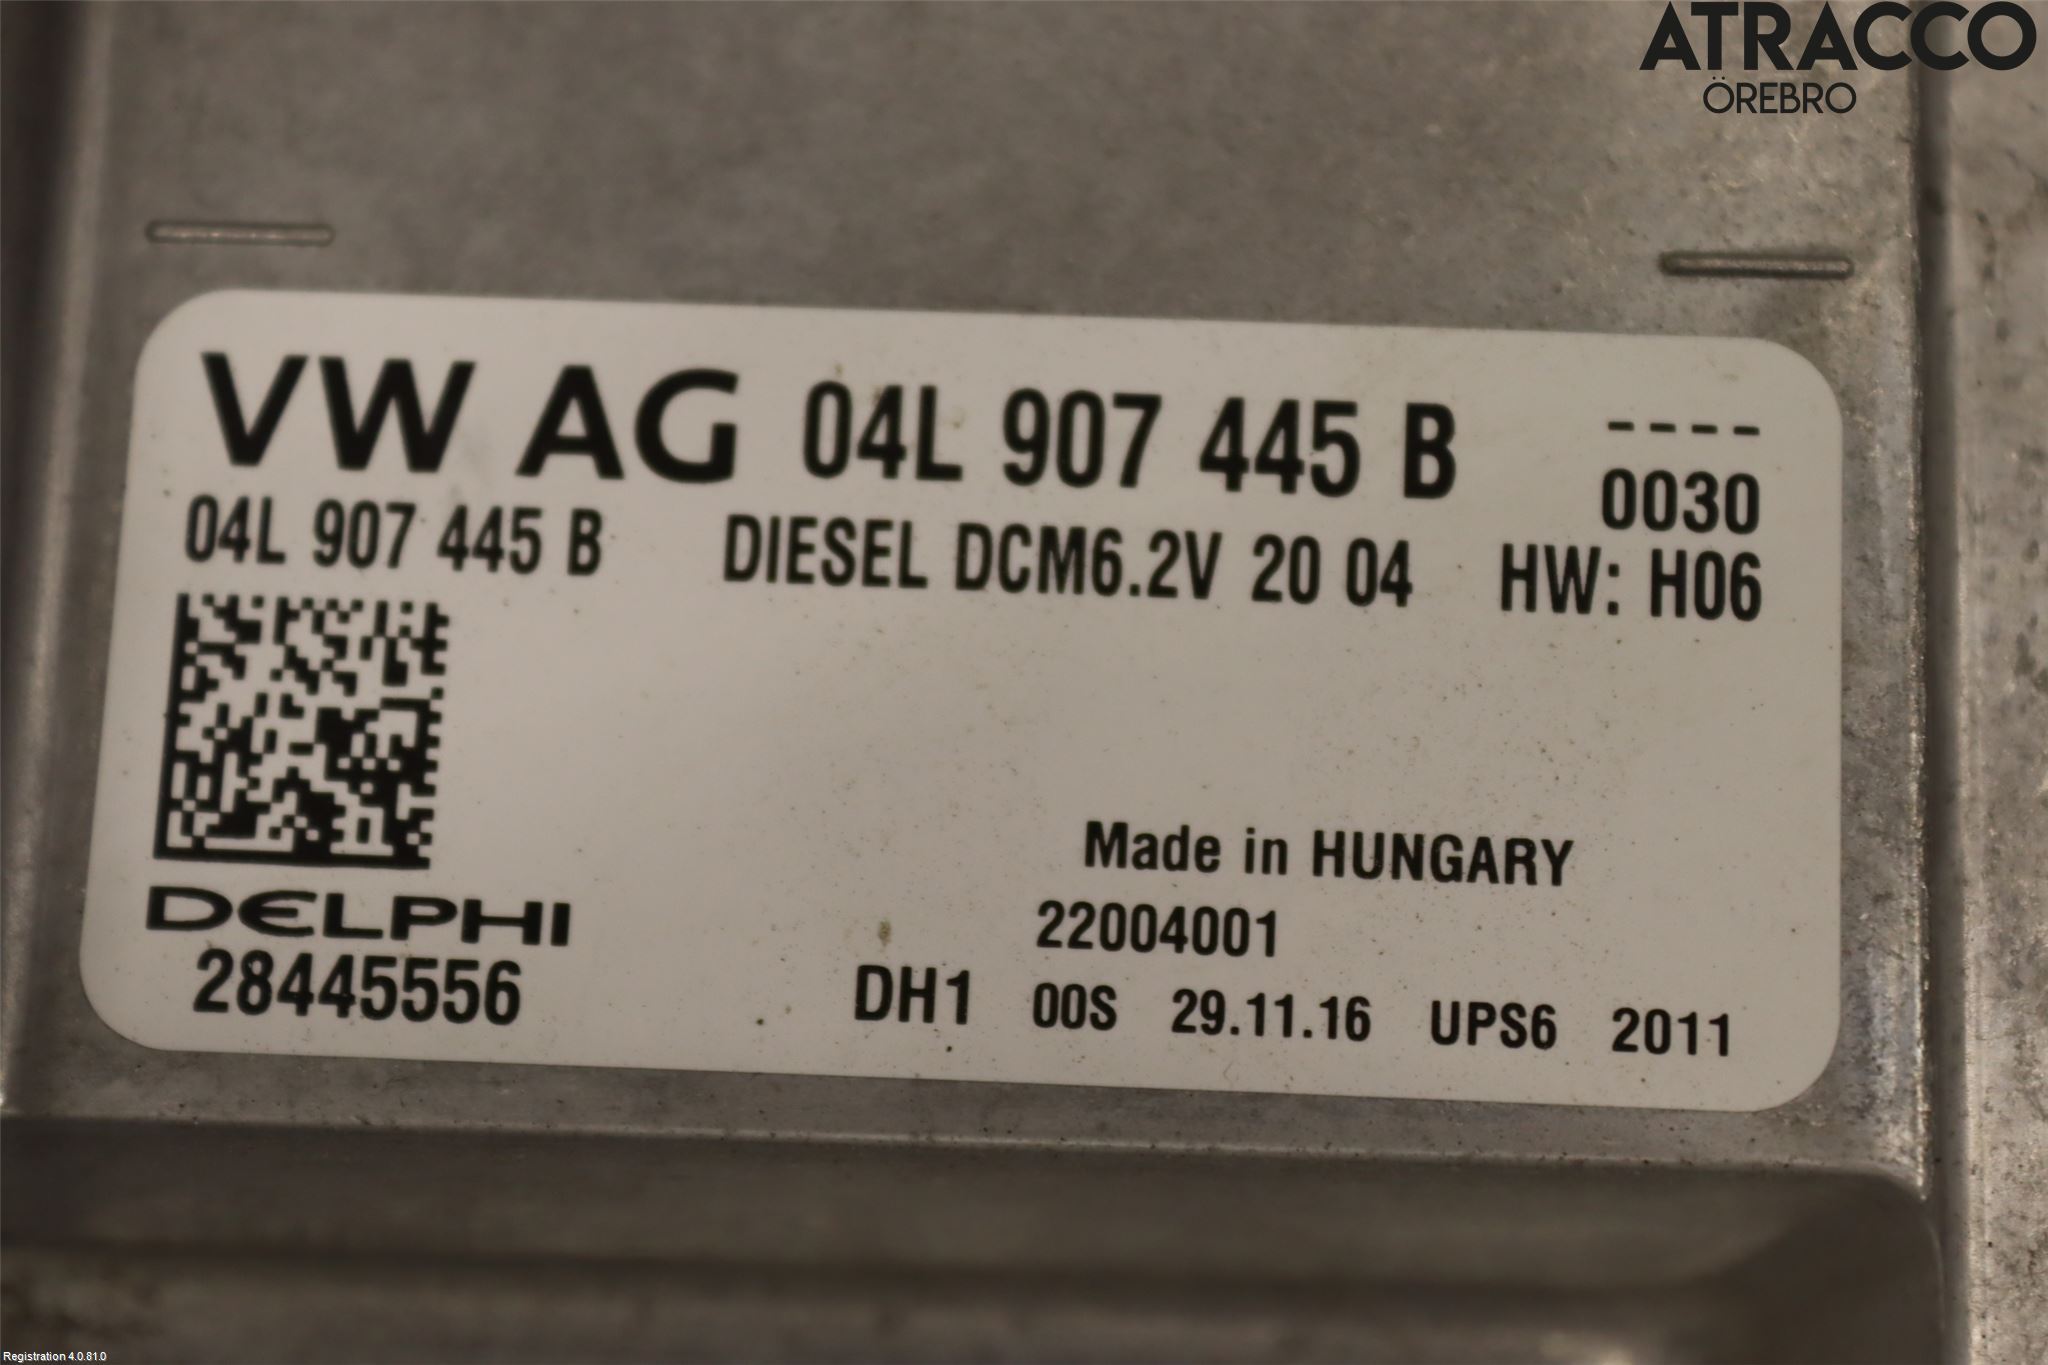 ATRACCO
ÖREBRO
VW AG 04L 907 445 B ----
0030
04L 907 445 B DIESEL DCM6.2V 20 04 HW: H06
Made in HUNGARY
DELPHI 22004001
28445556 DH1 00S 29.11.16 UPS6 2011
Registration 4.0.81.0